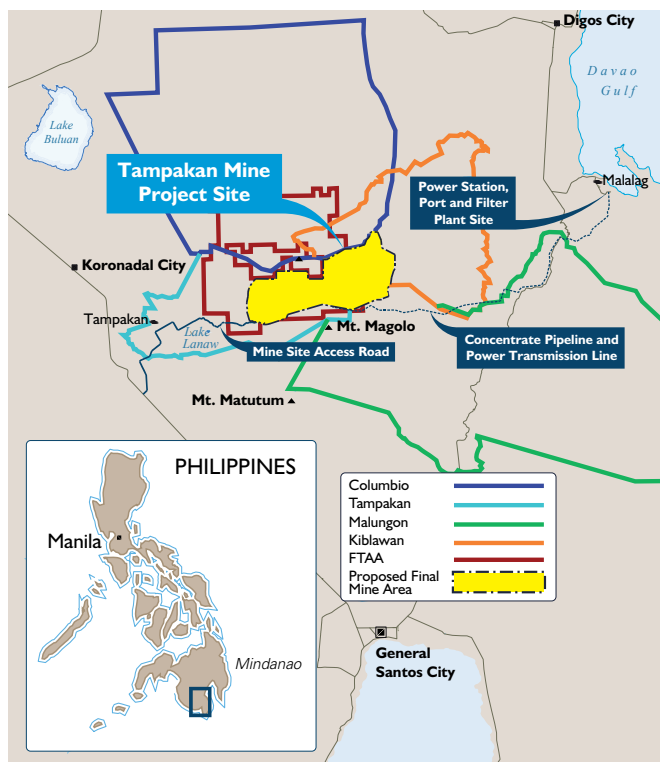 Digos City
Davao
Gulf
Lake
Buluan
Tampakan Mine
Project Site
Power Station,
Port and Filter
Plant Site
Malalag
Koronadal City
Tampakan
Lake
Lanaw
Mt. Magolo
Mine Site Access Road
Concentrate Pipeline and
Power Transmission Line
Mt. Matutum
PHILIPPINES
Manila
Mindanao
Columbio
Tampakan
Malungon
Kiblawan
FTAA
Proposed Final
Mine Area
General
Santos City